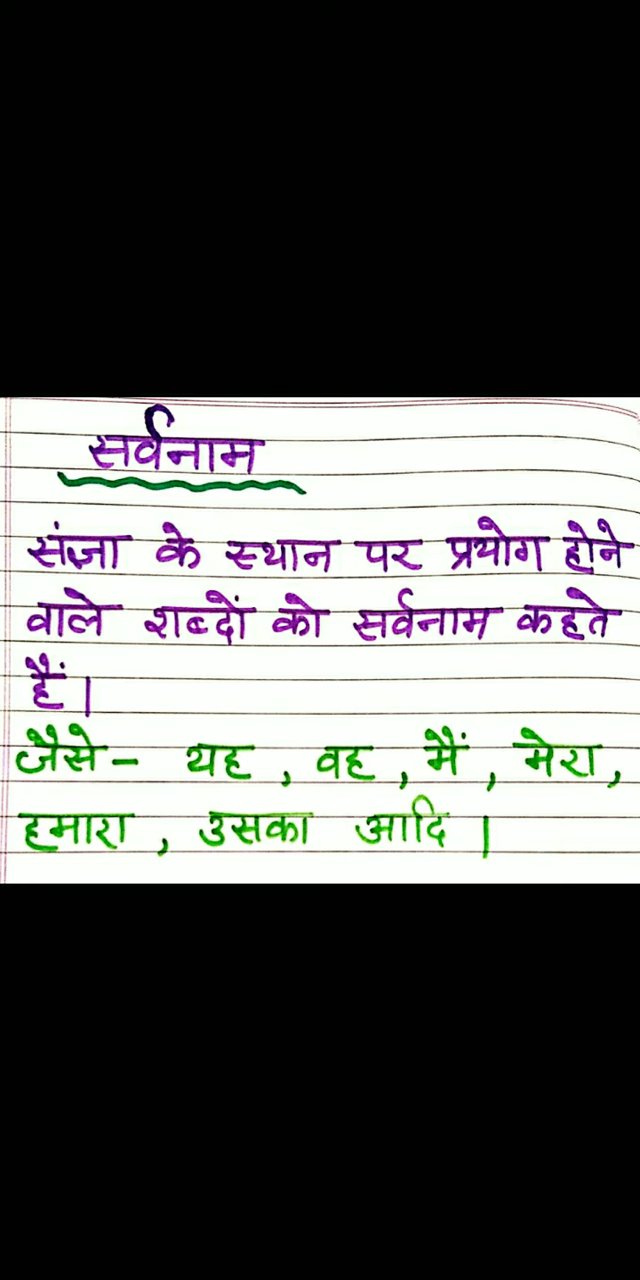 सर्वनाम
संज्ञा के स्थान पर प्रयोग होने
वाले शब्दों को सर्वनाम कहते
हैं।
जैसे- यह, वह, मैं, मेरा,
हमारा, उसका आदि।